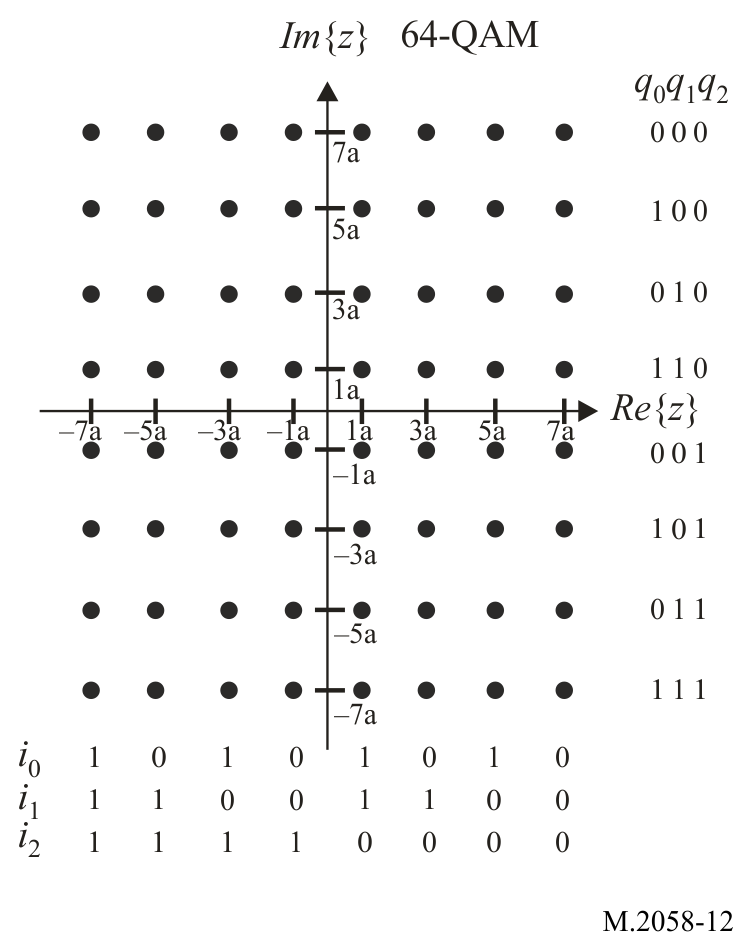 Im{z} 64-QAM
q0q1q2
7a 0 0 0
5a 1 0 0
3a 0 1 0
1a 1 1 0
Re{z}
–7a –5a –3a –1a 1a 3a 5a 7a
–1a 0 0 1
–3a 1 0 1
–5a 0 1 1
–7a 1 1 1
i0 1 0 1 0 1 0 1 0
i1 1 1 0 0 1 1 0 0
i2 1 1 1 1 0 0 0 0
M.2058-12